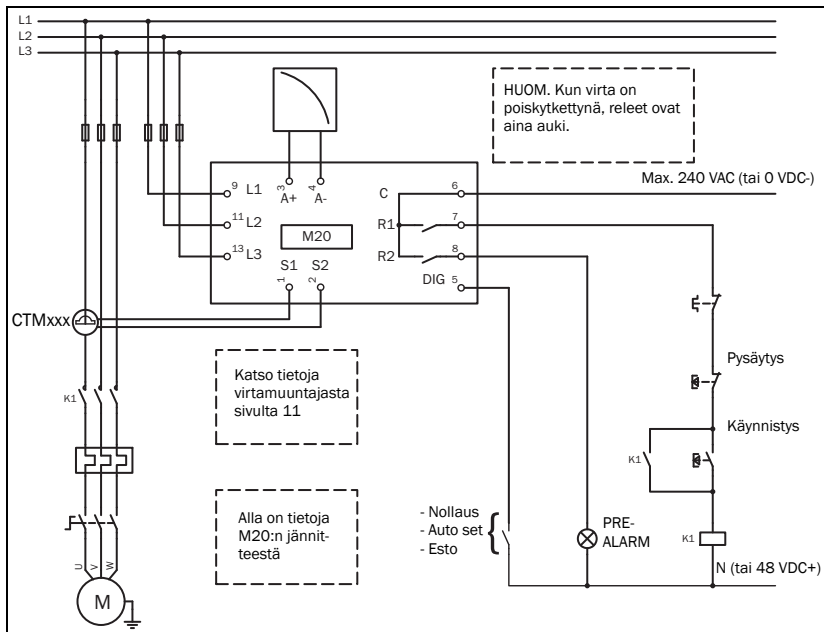 L1
L2
L3
HUOM. Kun virta on
poiskytkettynä, releet ovat
aina auki.
Max. 240 VAC (tai 0 VDC-)
9 L1
11 L2
13 L3
3
A+
4
A-
M20
S1
1
S2
2
C 6
R1 7
R2 8
DIG 5
CTMxxx
Katso tietoja
virtamuuntajasta
sivulta 11
Pysäytys
Käynnistys
K1
K1
Alla on tietoja
M20:n jännit-
teestä
- Nollaus
- Auto set
- Esto
PRE-
ALARM
K1
N (tai 48 VDC+)
U
V
W
M